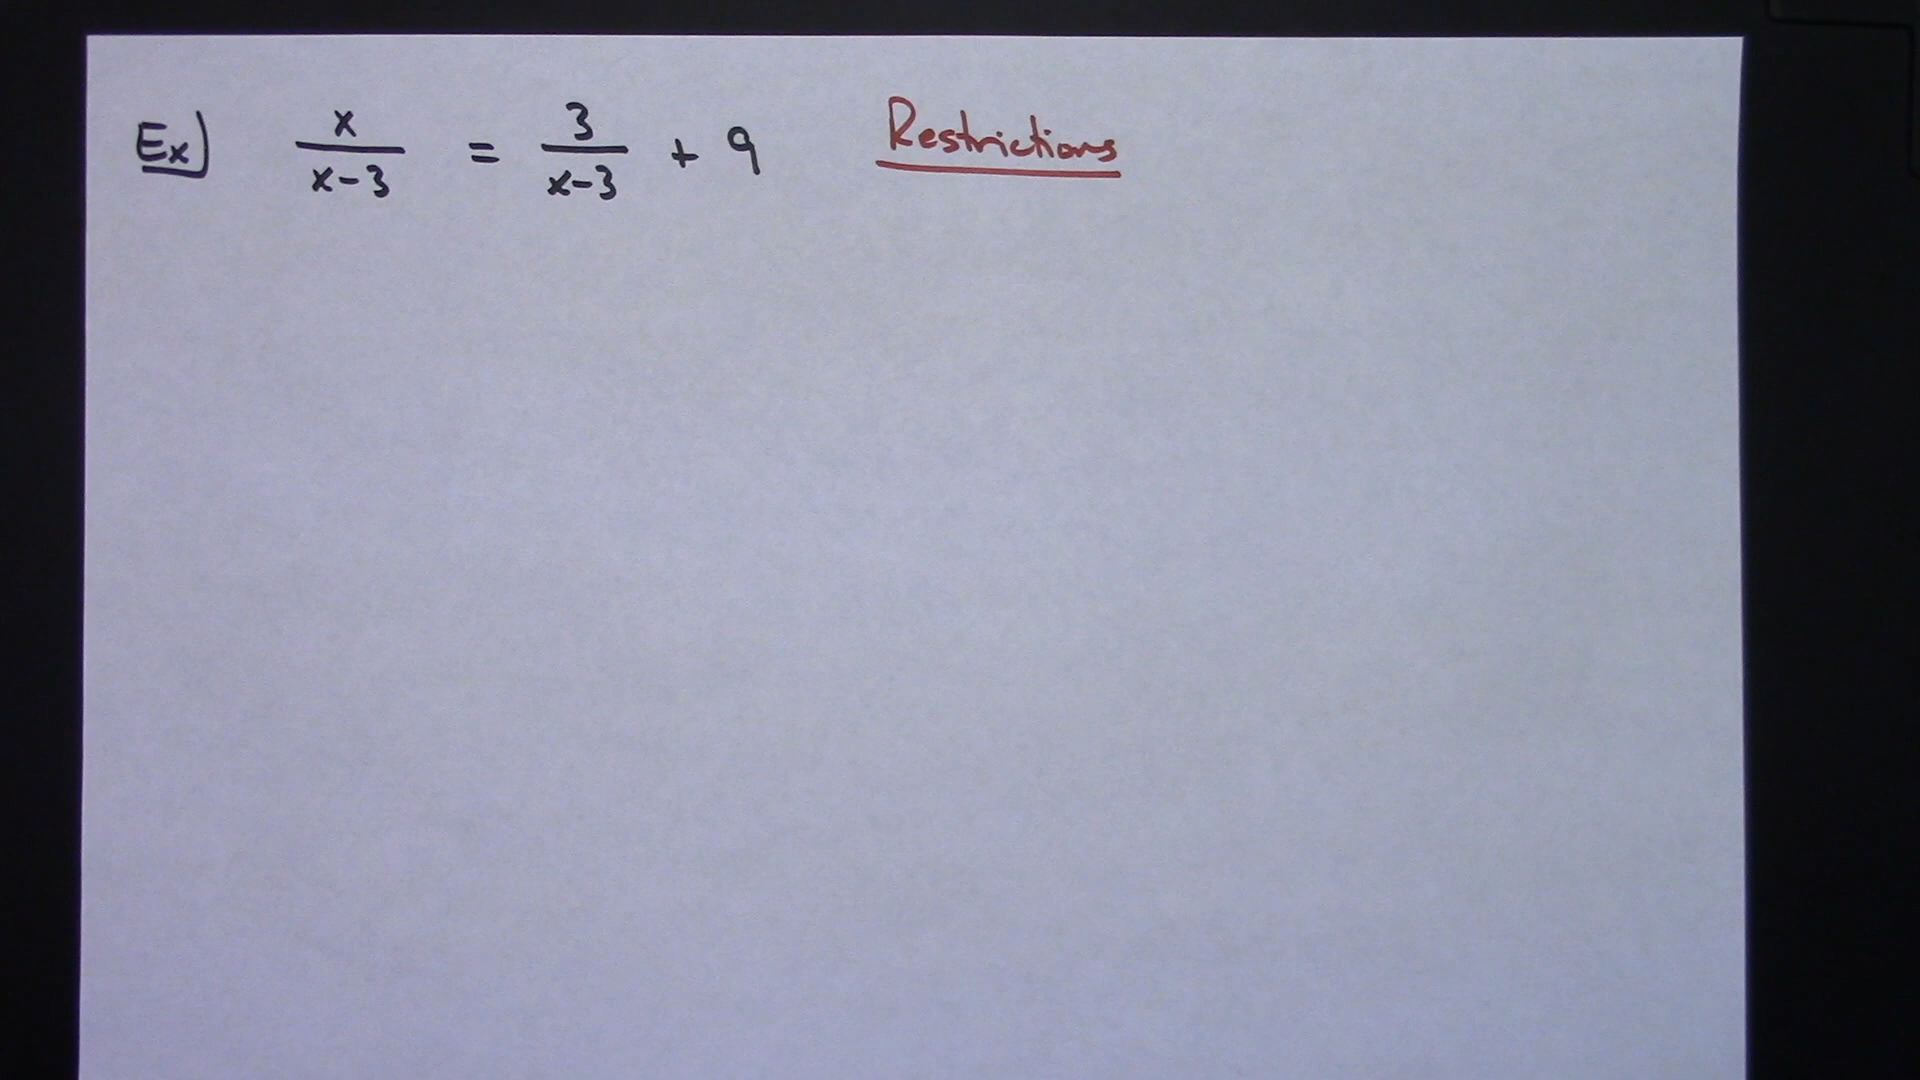 Ex) x/(x-3) = 3/(x-3) + 9 Restrictions